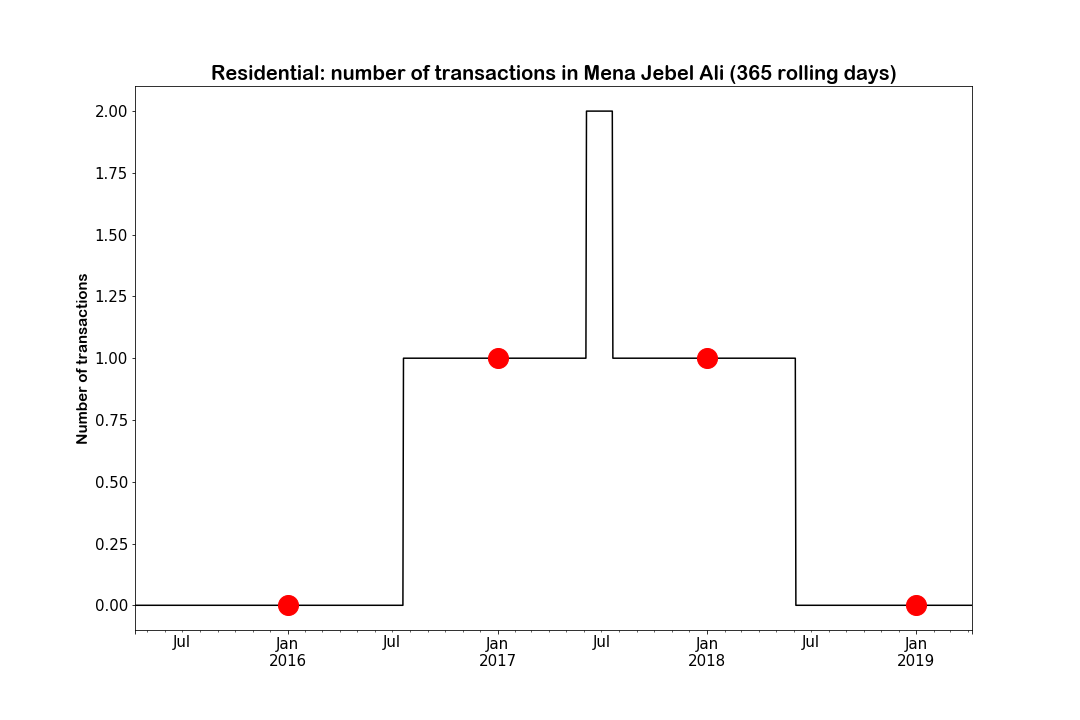 Residential: number of transactions in Mena Jebel Ali (365 rolling days)
Number of transactions
2.00
1.75
1.50
1.25
1.00
0.75
0.50
0.25
0.00
Jul
Jan
2016
Jul
Jan
2017
Jul
Jan
2018
Jul
Jan
2019